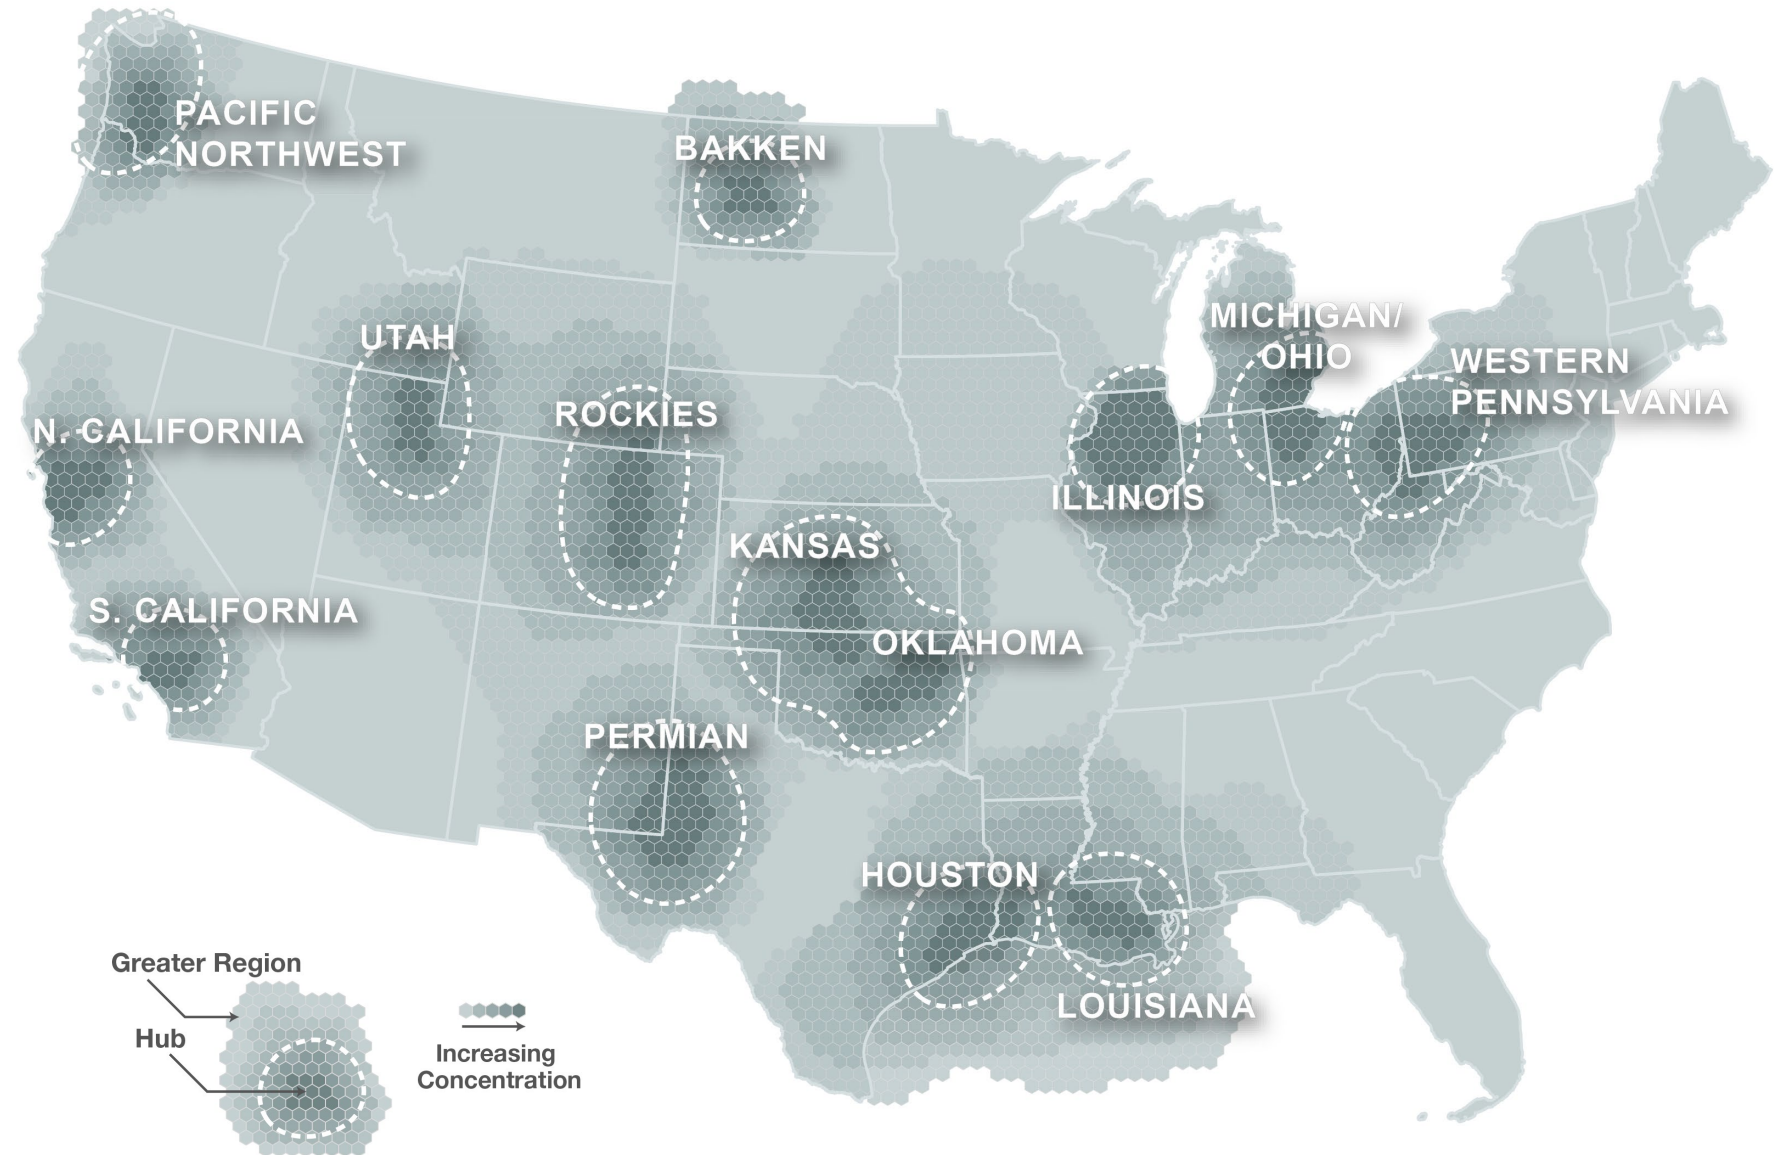 PACIFIC
NORTHWEST
BAKKEN
UTAH
MICHIGAN/
OHIO
WESTERN
PENNSYLVANIA
N. CALIFORNIA
ROCKIES
ILLINOIS
KANSAS
S. CALIFORNIA
OKLAHOMA
PERMIAN
HOUSTON
LOUISIANA
Greater Region
Hub
Increasing
Concentration